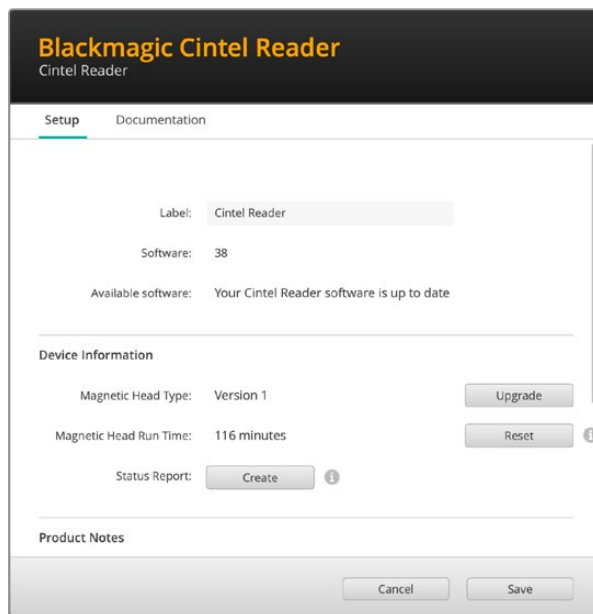 Blackmagic Cintel Reader
Cintel Reader
Setup Documentation
Label: Cintel Reader
Software: 38
Available software: Your Cintel Reader software is up to date
Device Information
Magnetic Head Type: Version 1 Upgrade
Magnetic Head Run Time: 116 minutes Reset
Status Report: Create
Product Notes
Cancel Save